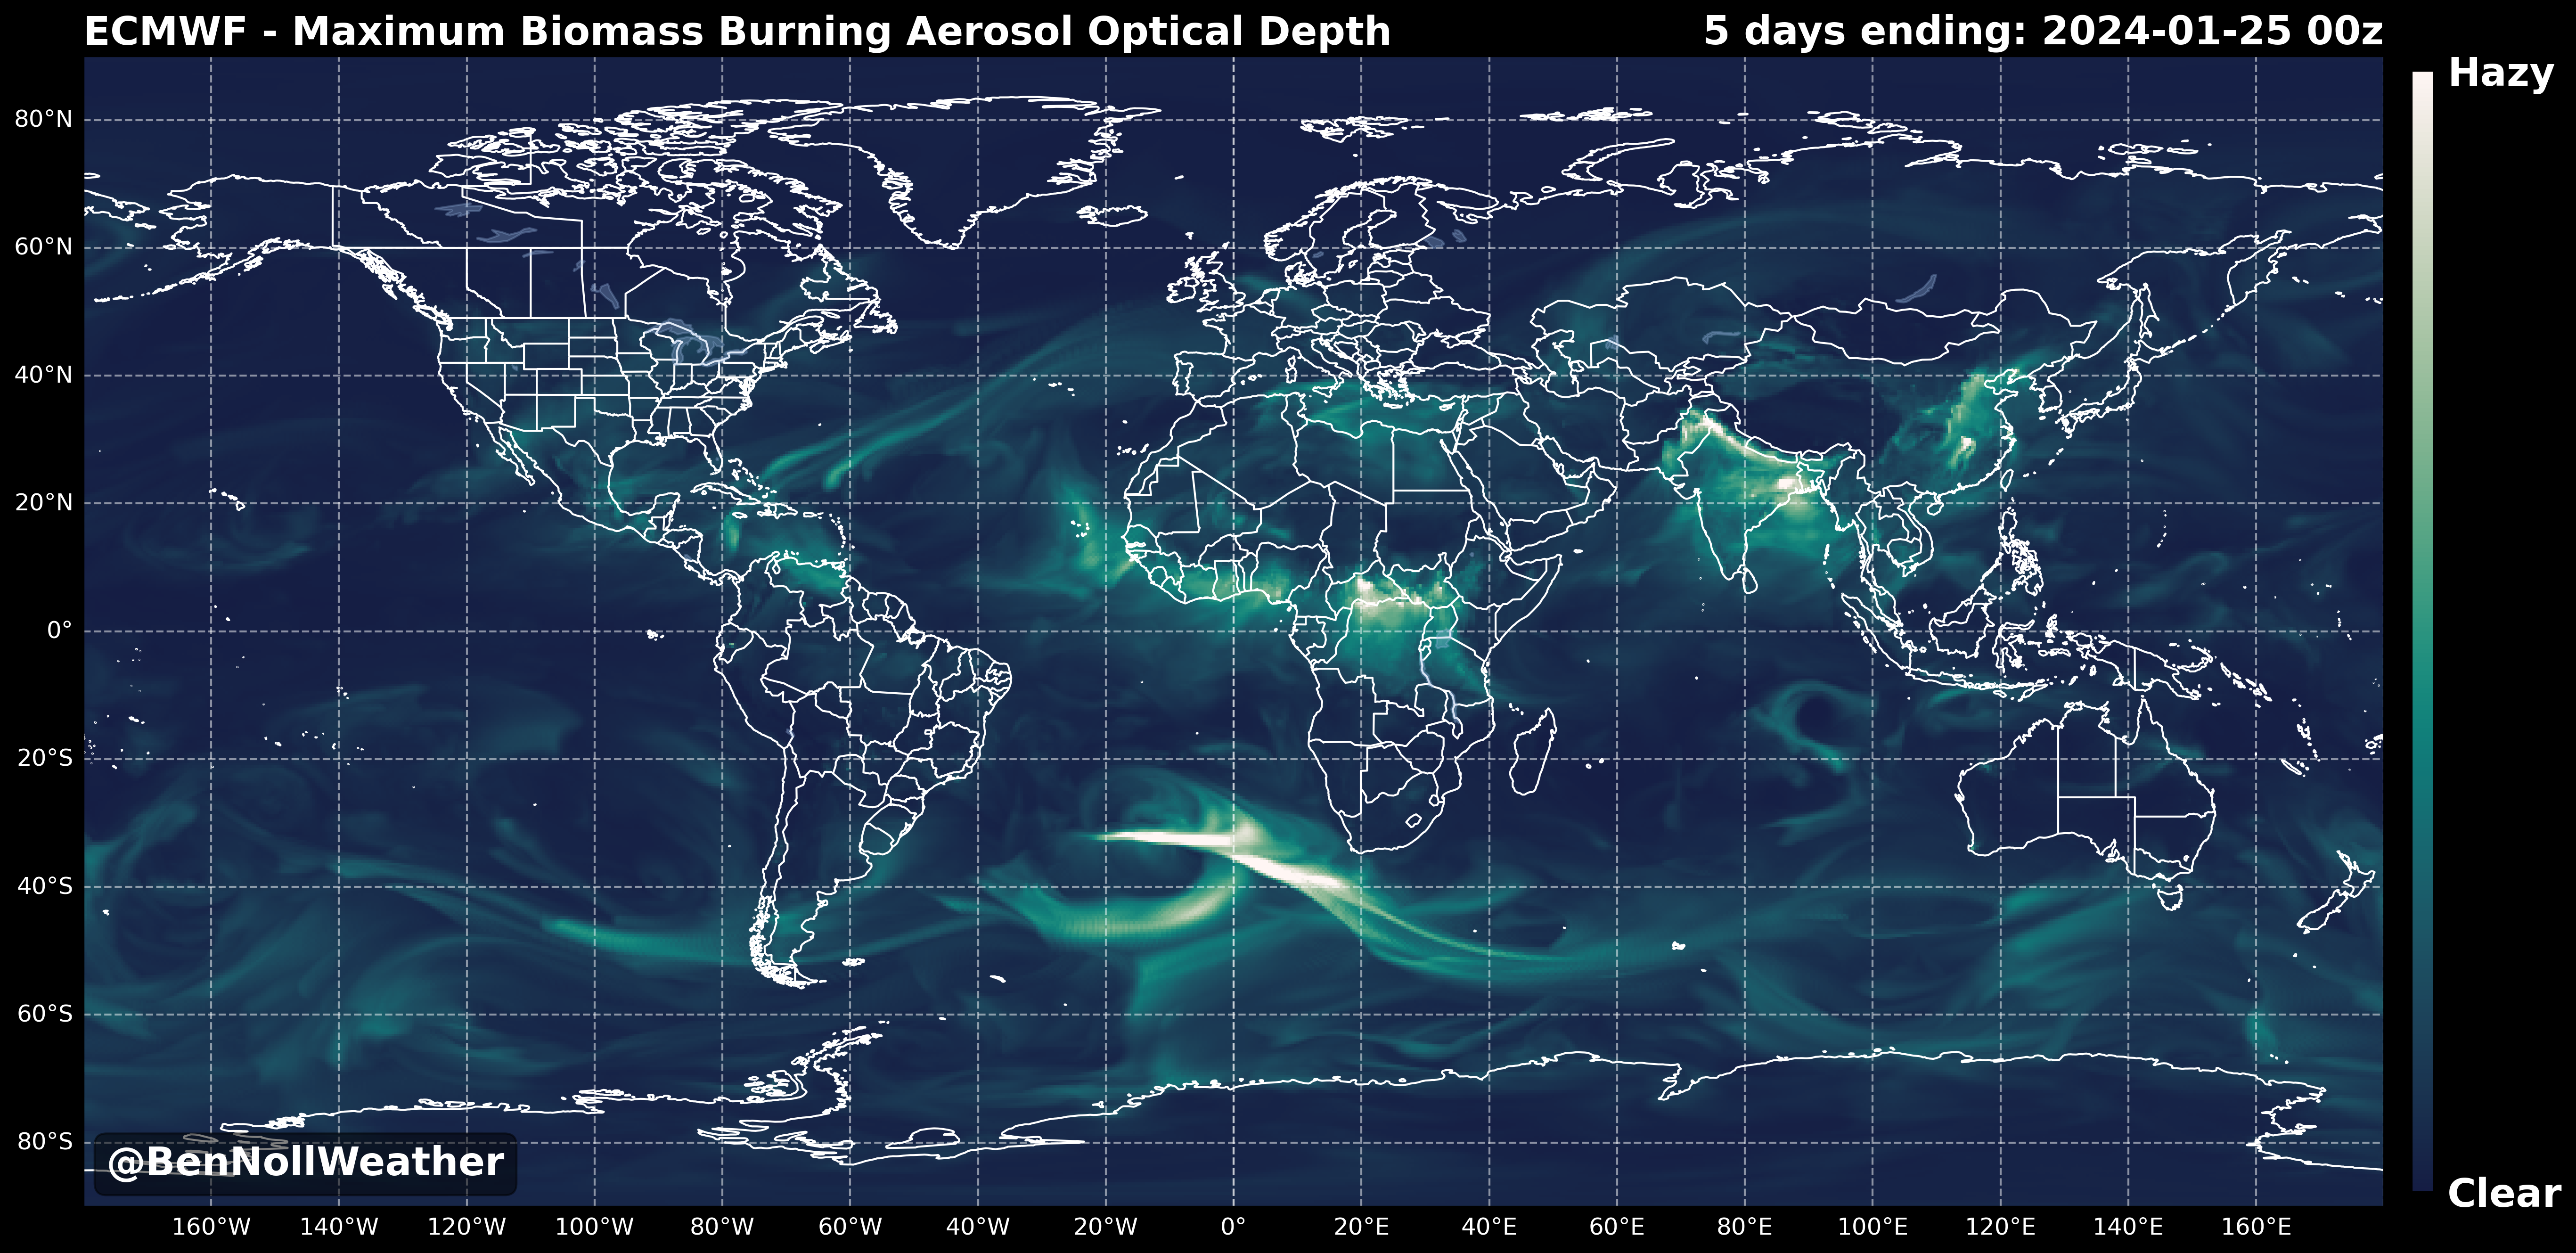 ECMWF - Maximum Biomass Burning Aerosol Optical Depth
5 days ending: 2024-01-25 00z
Hazy
80°N
60°N
40°N
20°N
0°
20°S
40°S
60°S
80°S
@BenNollWeather
Clear
160°W 140°W 120°W 100°W 80°W 60°W 40°W 20°W 0° 20°E 40°E 60°E 80°E 100°E 120°E 140°E 160°E